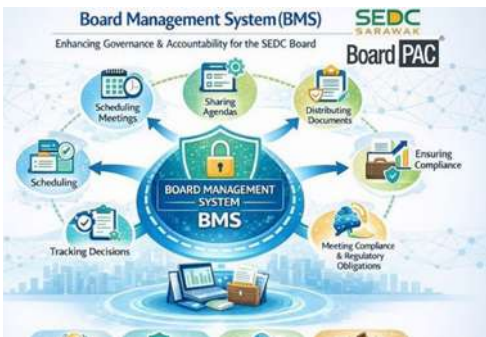 Board Management System (BMS)
Enhancing Governance & Accountability for the SEDC Board
SEDC
SARAWAK
Board PAC
Scheduling
Meetings
Sharing
Agendas
Distributing
Documents
Scheduling
Ensuring
Compliance
BOARD MANAGEMENT
SYSTEM
BMS
Tracking Decisions
Meeting Compliance
& Regulatory
Obligations